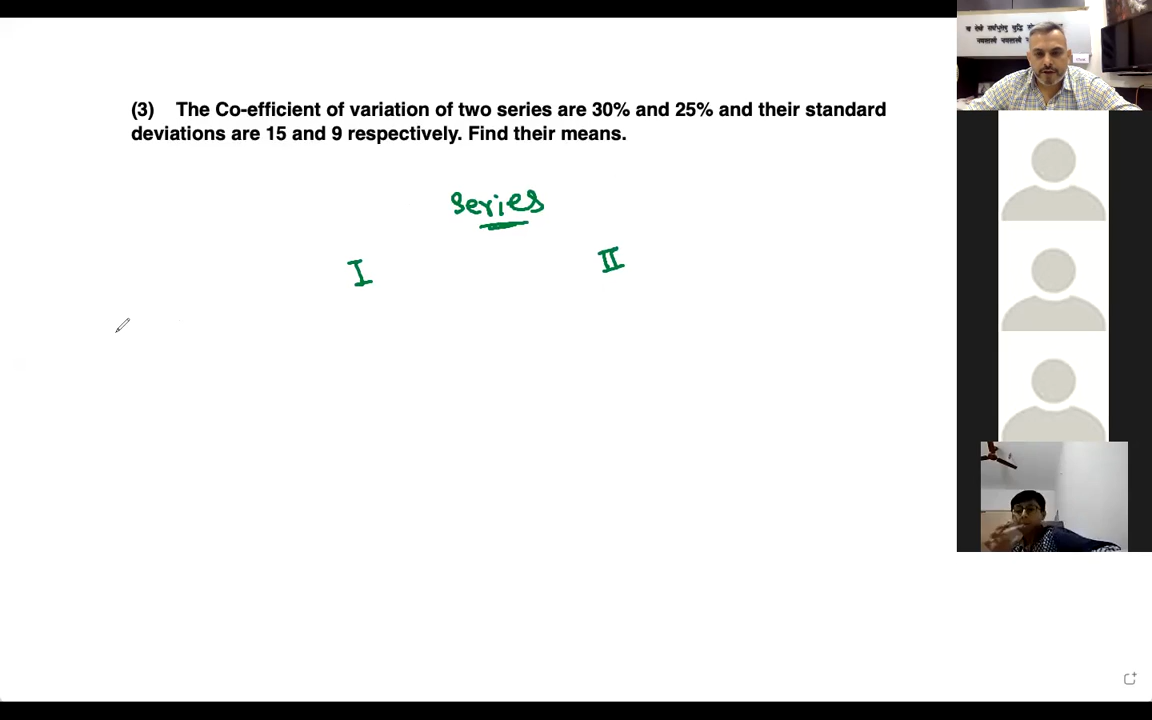 (3) The Co-efficient of variation of two series are 30% and 25% and their standard
deviations are 15 and 9 respectively. Find their means.
series
I II